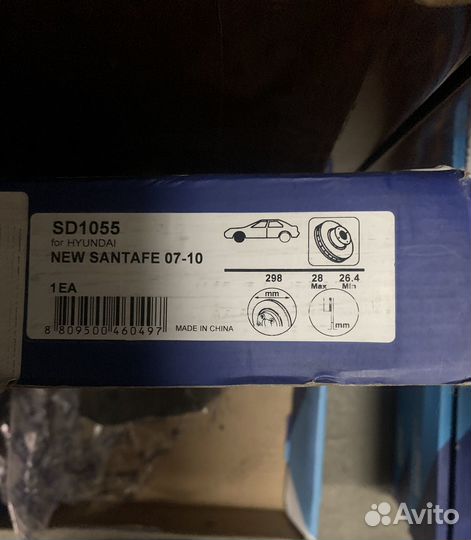 SD1055
for HYUNDAI
NEW SANTAFE 07-10
1EA
8 809500 460497
MADE IN CHINA
298
28 26.4
Max Min
mm
mm
Avito